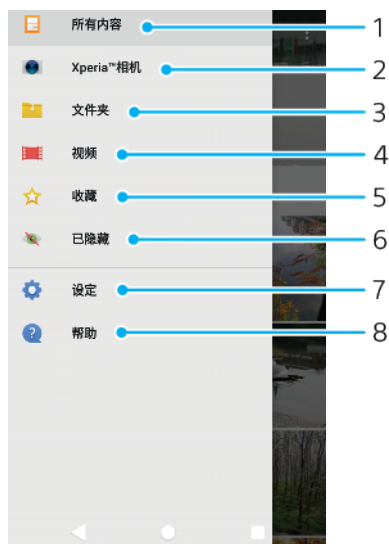 所有内容 1
Xperia™相机 2
文件夹 3
视频 4
收藏 5
已隐藏 6
设定 7
帮助 8